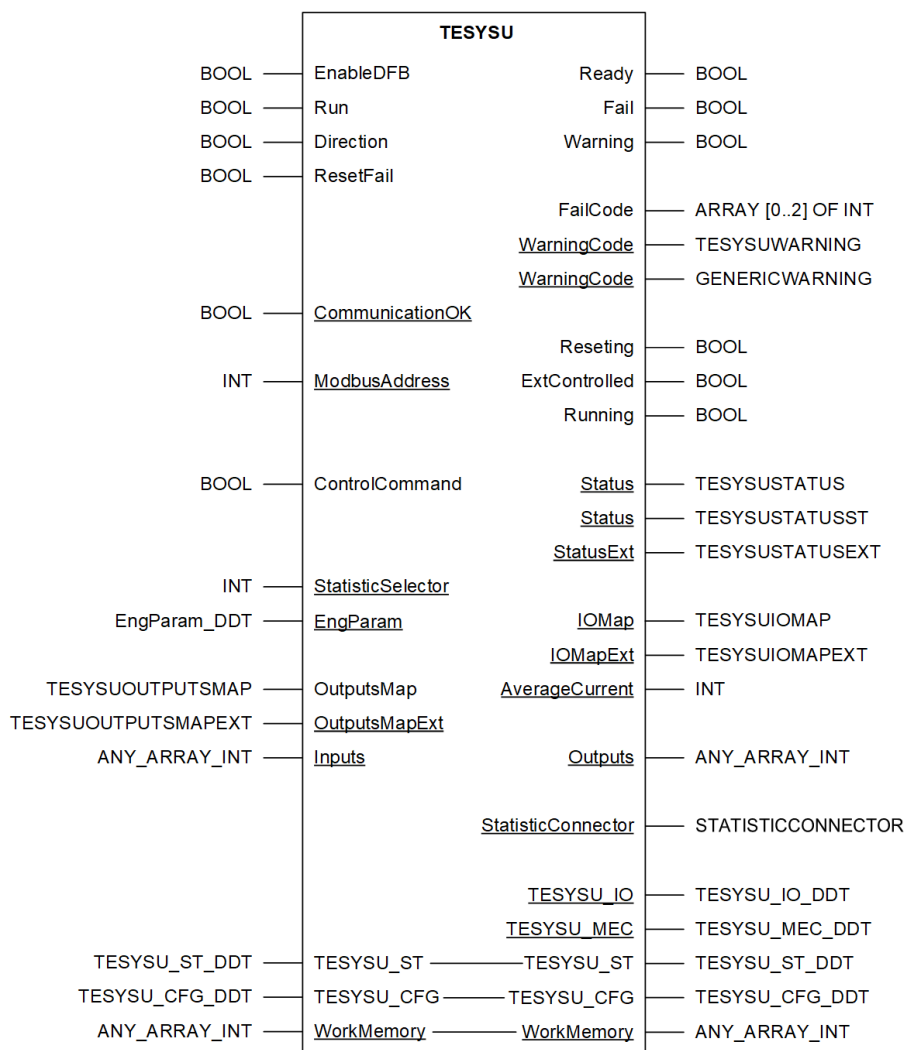 TESYSU
BOOL EnableDFB Ready BOOL
BOOL Run Fail BOOL
BOOL Direction Warning BOOL
BOOL ResetFail
FailCode ARRAY [0..2] OF INT
WarningCode TESYSUWARNING
WarningCode GENERICWARNING
BOOL CommunicationOK
Reseting BOOL
INT ModbusAddress ExtControlled BOOL
Running BOOL
BOOL ControlCommand Status TESYSUSTATUS
Status TESYSUSTATUSST
StatusExt TESYSUSTATUSEXT
INT StatisticSelector
EngParam_DDT EngParam IOMap TESYSUIOMAP
IOMapExt TESYSUIOMAPEXT
TESYSUOUTPUTSMAP OutputsMap AverageCurrent INT
TESYSUOUTPUTSMAPEXT OutputsMapExt
ANY_ARRAY_INT Inputs Outputs ANY_ARRAY_INT
StatisticConnector STATISTICCONNECTOR
TESYSU_IO TESYSU_IO_DDT
TESYSU_MEC TESYSU_MEC_DDT
TESYSU_ST_DDT TESYSU_ST TESYSU_ST TESYSU_ST_DDT
TESYSU_CFG_DDT TESYSU_CFG TESYSU_CFG TESYSU_CFG_DDT
ANY_ARRAY_INT WorkMemory WorkMemory ANY_ARRAY_INT